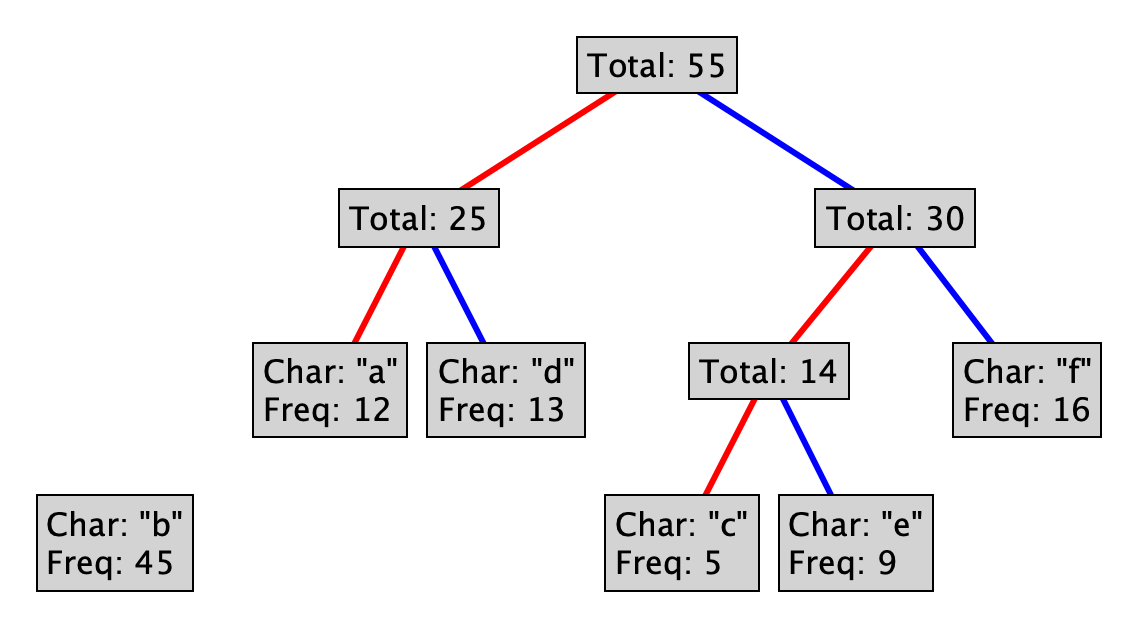 Total: 55
Total: 25
Total: 30
Char: "a"
Freq: 12
Char: "d"
Freq: 13
Total: 14
Char: "f"
Freq: 16
Char: "b"
Freq: 45
Char: "c"
Freq: 5
Char: "e"
Freq: 9